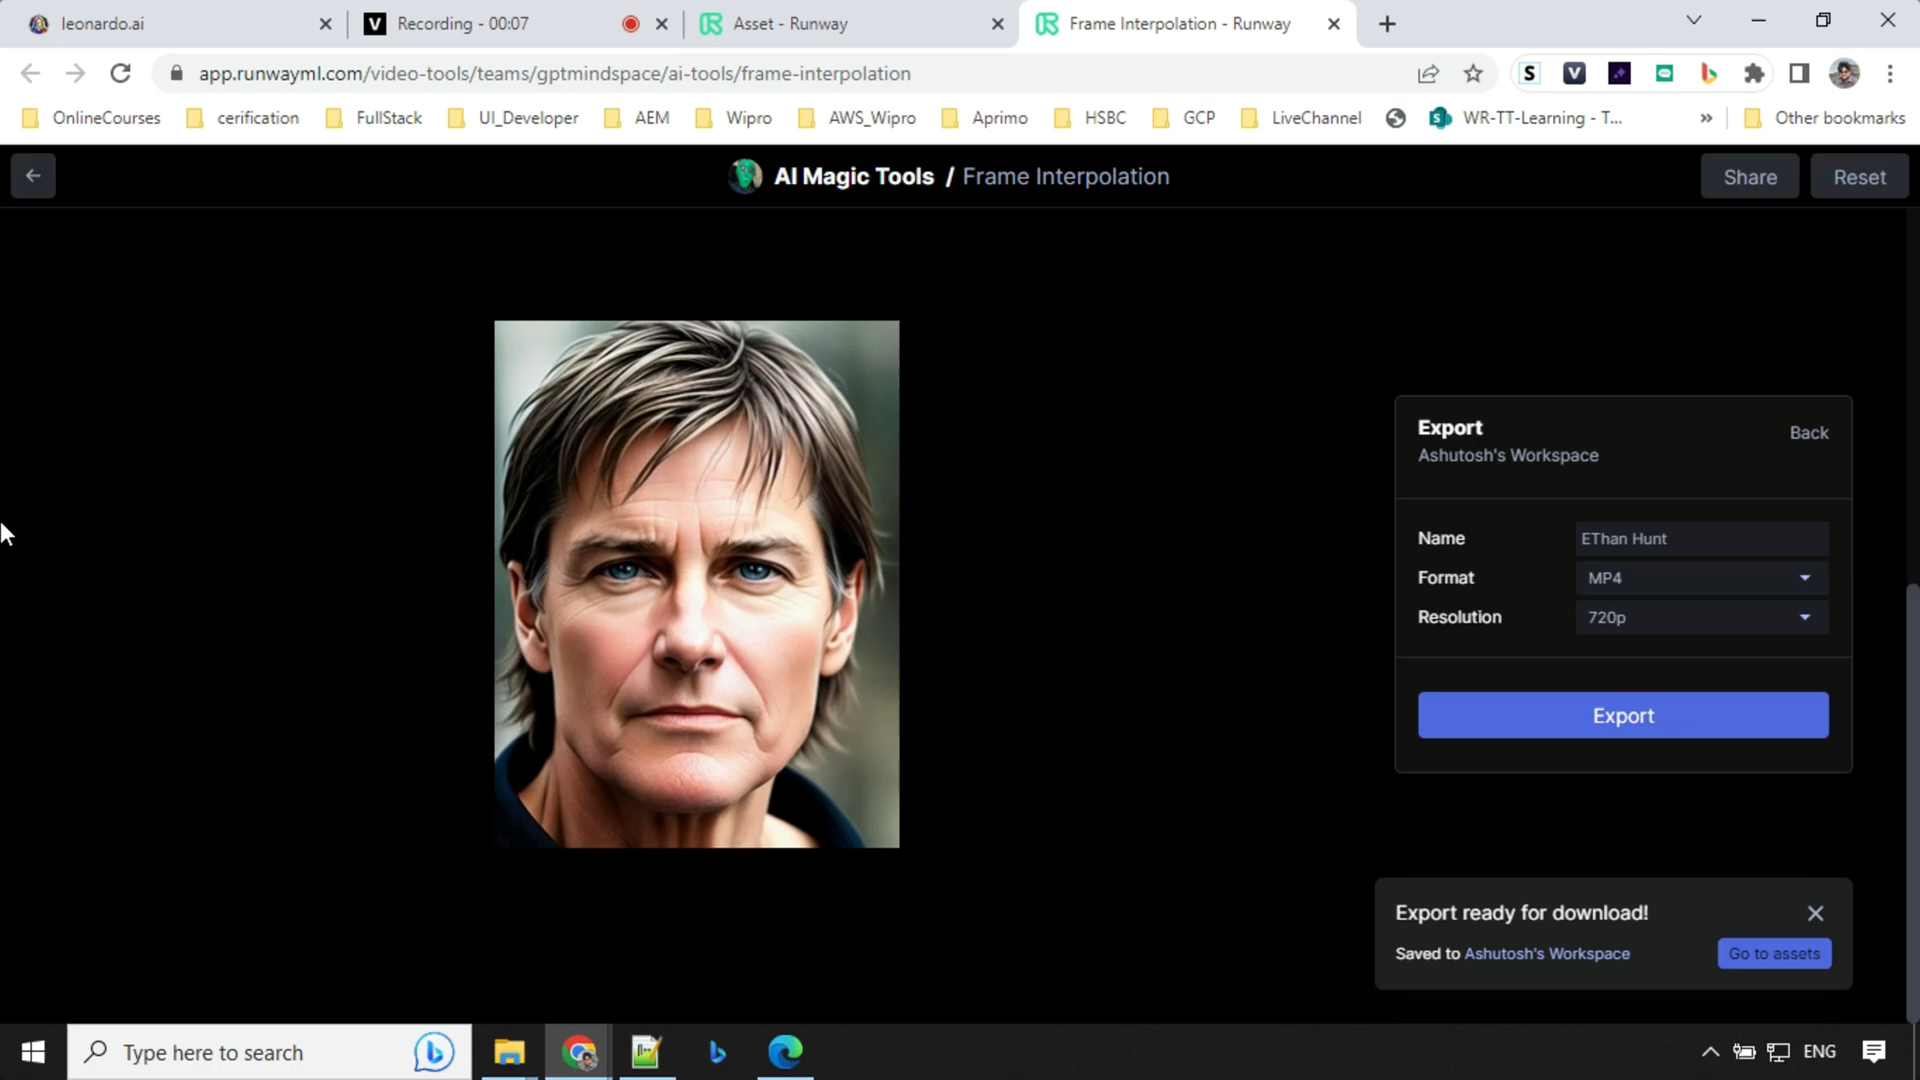 leonardo.ai
V Recording - 00:07
Asset - Runway
Frame Interpolation - Runway
app.runwayml.com/video-tools/teams/gptmindspace/ai-tools/frame-interpolation
S V
OnlineCourses cerification FullStack UI_Developer AEM Wipro AWS_Wipro Aprimo HSBC GCP LiveChannel WR-TT-Learning - T... » Other bookmarks
AI Magic Tools / Frame Interpolation
Share
Reset
Export
Back
Ashutosh's Workspace
Name EThan Hunt
Format MP4
Resolution 720p
Export
Export ready for download!
Saved to Ashutosh's Workspace
Go to assets
Type here to search
ENG